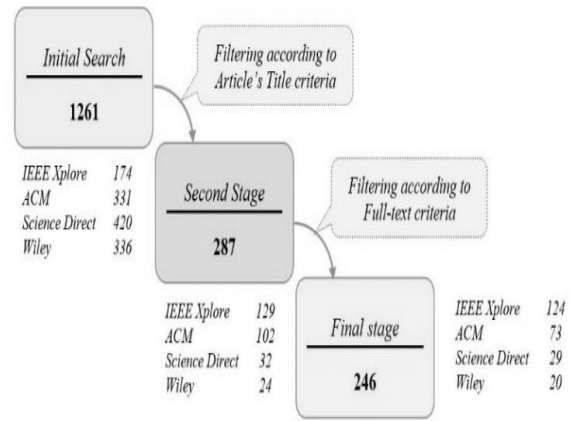 Initial Search
1261
Filtering according to
Article's Title criteria
IEEE Xplore 174
ACM 331
Science Direct 420
Wiley 336
Second Stage
287
Filtering according to
Full-text criteria
IEEE Xplore 129
ACM 102
Science Direct 32
Wiley 24
Final stage
246
IEEE Xplore 124
ACM 73
Science Direct 29
Wiley 20